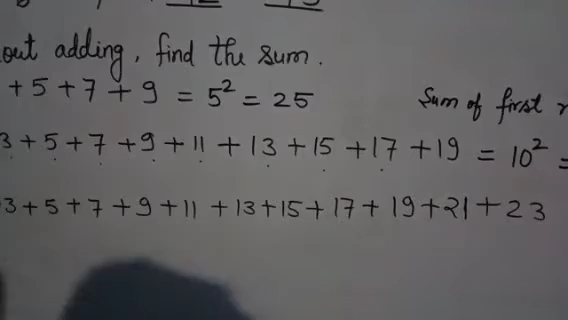 out adding, find the sum.
+ 5 + 7 + 9 = 5² = 25
Sum of first
3 + 5 + 7 + 9 + 11 + 13 + 15 + 17 + 19 = 10² =
3 + 5 + 7 + 9 + 11 + 13 + 15 + 17 + 19 + 21 + 23